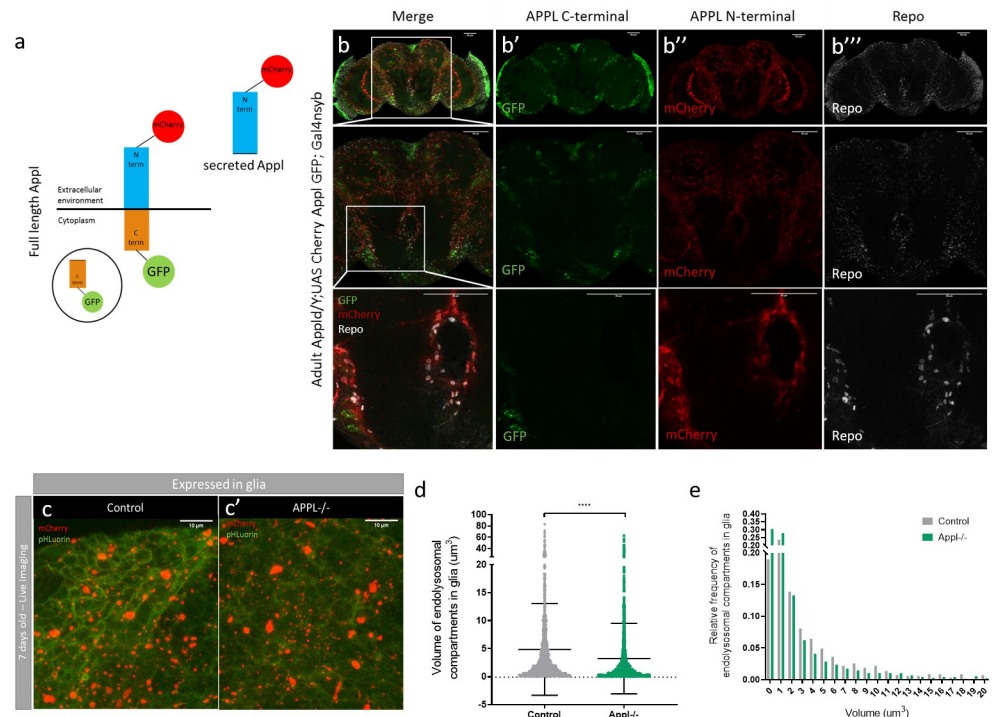 a
mCherry
N
term
secreted Appl
mCherry
N
term
Full length Appl
Extracellular
environment
Cytoplasm
C
term
GFP
C
term
GFP
Merge
APPL C-terminal
APPL N-terminal
Repo
Adult Appld/Y;UAS Cherry Appl GFP; Gal4nsyb
b
b'
b''
b'''
GFP
mCherry
Repo
GFP
mCherry
Repo
GFP
mCherry
Repo
GFP
mCherry
Repo
Expressed in glia
7 days old – Live imaging
c
Control
mCherry
pHLuorin
10 µm
c'
APPL-/-
mCherry
pHLuorin
10 µm
d
Volume of endolysosomal
compartments in glia (um³)
100
80
60
40
20
15
10
5
0
-5
****
Control
Appl-/-
e
Relative frequency of
endolysosomal compartments in glia
0.40
0.35
0.30
0.25
0.20
0.20
0.15
0.10
0.05
0.00
Control
Appl-/-
0 1 2 3 4 5 6 7 8 9 10 11 12 13 14 15 16 17 18 19 20
Volume (um³)